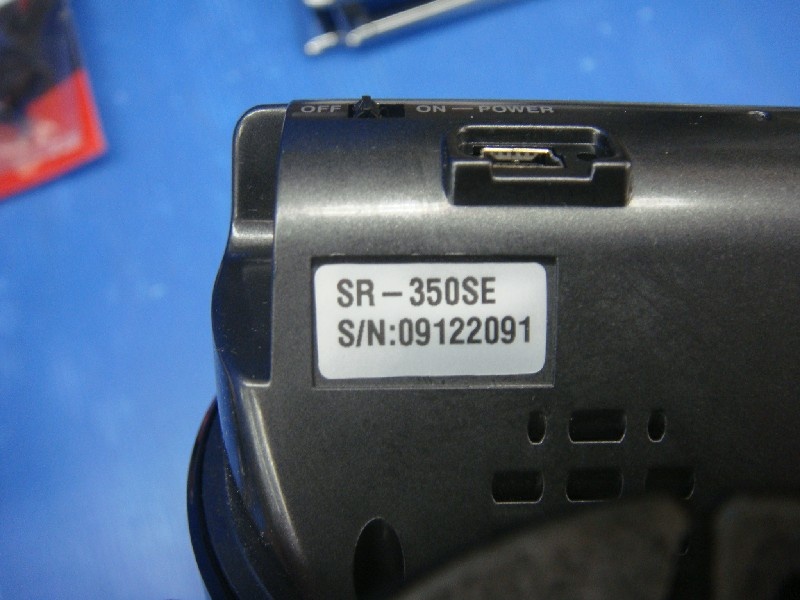 OFF ON — POWER
SR-350SE
S/N:09122091